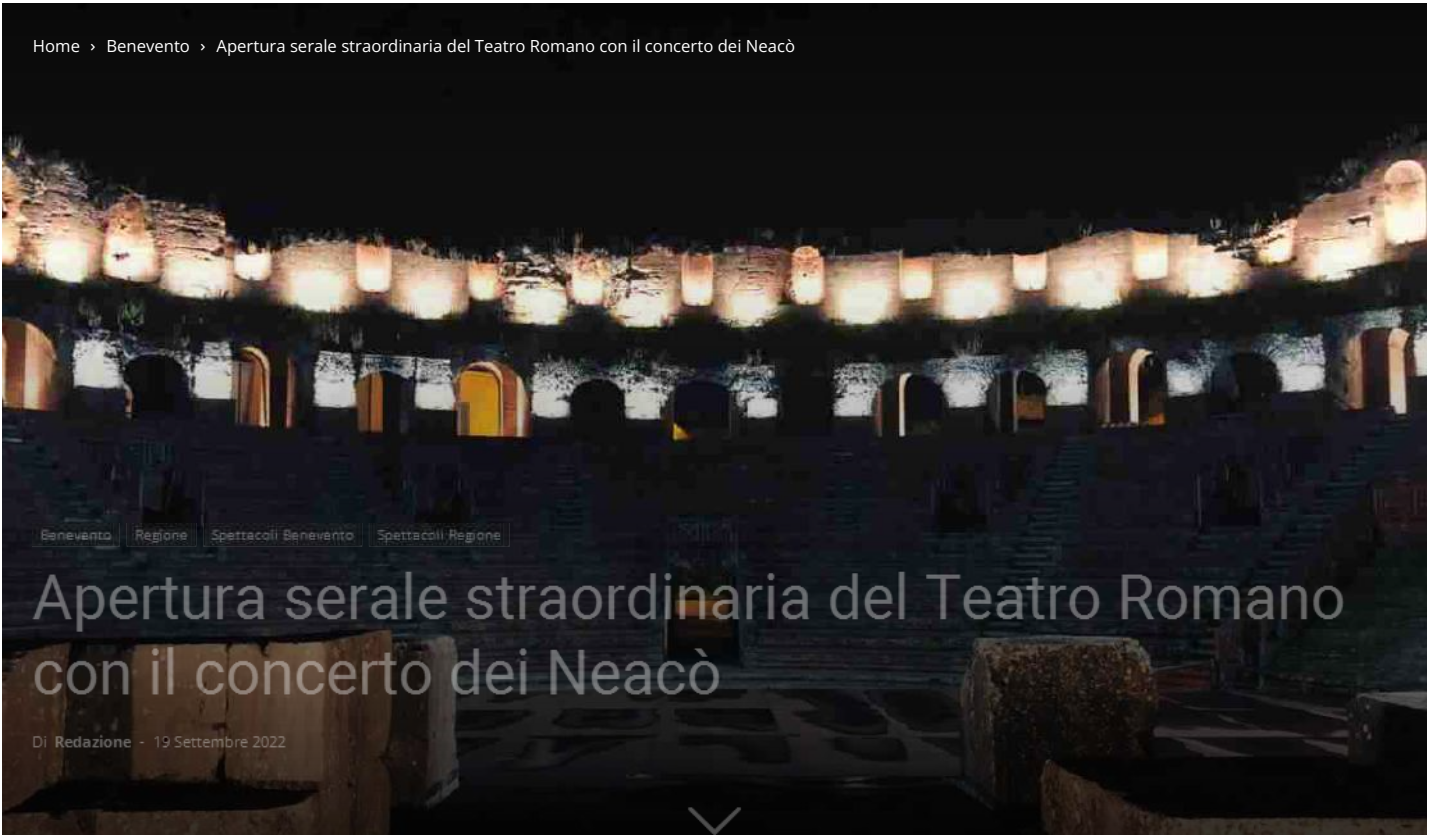 Home › Benevento › Apertura serale straordinaria del Teatro Romano con il concerto dei Neacò
Benevento Regione Spettacoli Benevento Spettacoli Regione
Apertura serale straordinaria del Teatro Romano
con il concerto dei Neacò
Di Redazione - 19 Settembre 2022